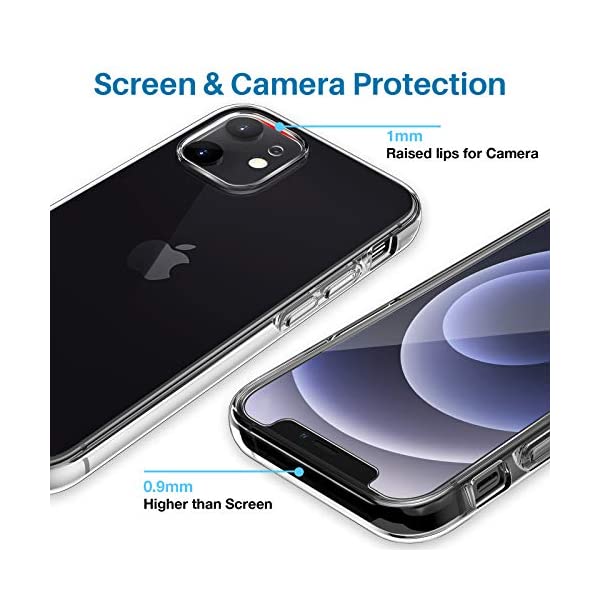 Screen & Camera Protection
1mm
Raised lips for Camera
0.9mm
Higher than Screen